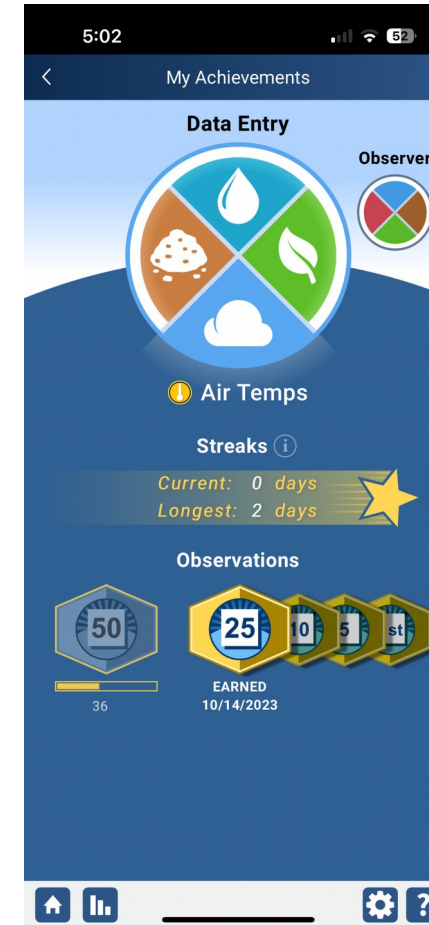 5:02
52
My Achievements
Data Entry
Observer
Air Temps
Streaks i
Current: 0 days
Longest: 2 days
Observations
50
25
10
5
st
36
EARNED
10/14/2023
?